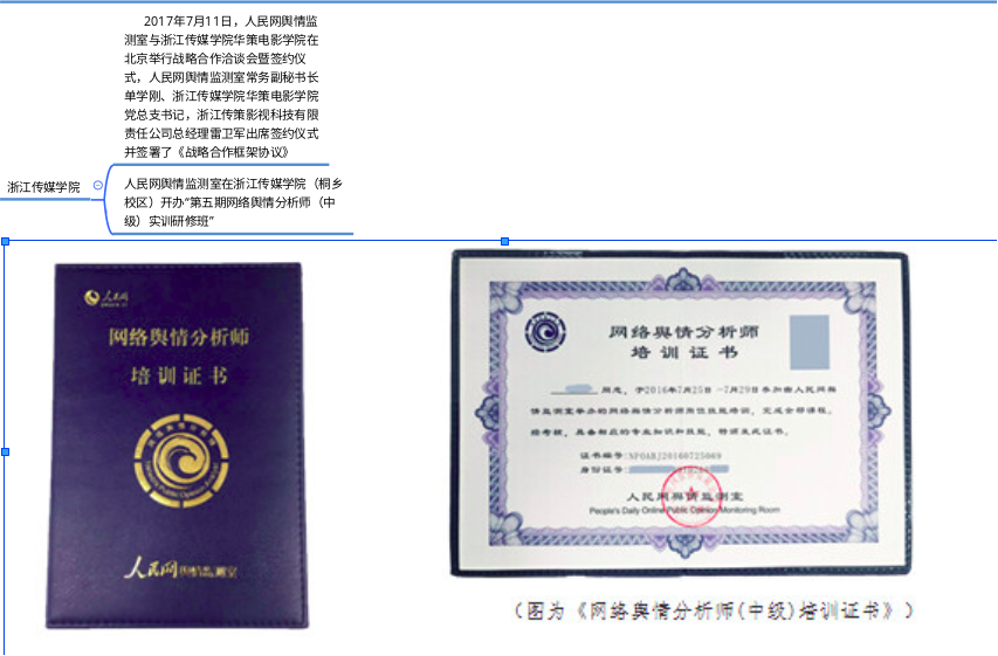 2017年7月11日，人民网舆情监
测室与浙江传媒学院华策电影学院在
北京举行战略合作洽谈会暨签约仪
式，人民网舆情监测室常务副秘书长
单学刚、浙江传媒学院华策电影学院
党总支书记，浙江传策影视科技有限
责任公司总经理雷卫军出席签约仪式
并签署了《战略合作框架协议》
浙江传媒学院
人民网舆情监测室在浙江传媒学院（桐乡
校区）开办“第五期网络舆情分析师（中
级）实训研修班”
人民网
网络舆情分析师
培训证书
人民网舆情监测室
网络舆情分析师
培训证书
同志，于2016年7月25日-7月29日参加由人民网舆
情监测室举办的网络舆情分析师岗位技能培训，完成全部课程。
经考核，具备相应的专业知识和技能，特颁发此证书。
证书编号:
身份证号:
人民网舆情监测室
People's Daily Online Public Opinion Monitoring Room
（图为《网络舆情分析师(中级)培训证书》）